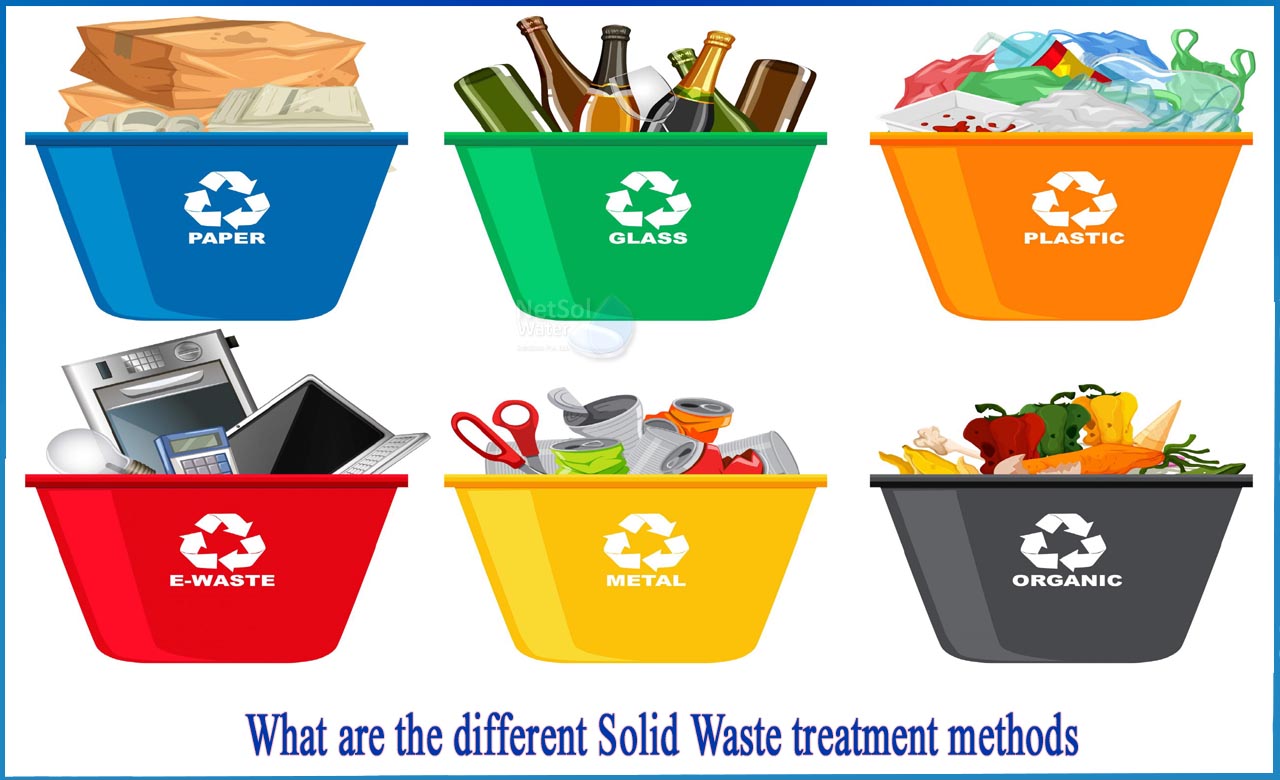 PAPER
GLASS
PLASTIC
NetSol
Water
E-WASTE
METAL
ORGANIC
What are the different Solid Waste treatment methods